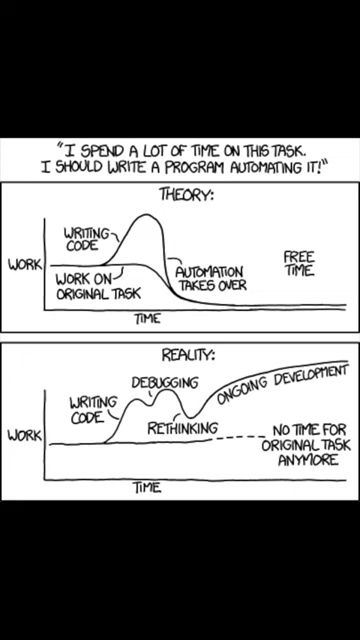 "I SPEND A LOT OF TIME ON THIS TASK.
I SHOULD WRITE A PROGRAM AUTOMATING IT!"
THEORY:
WRITING
CODE
WORK
WORK ON
ORIGINAL TASK
AUTOMATION
TAKES OVER
FREE
TIME
TIME
REALITY:
DEBUGGING
WRITING
CODE
ONGOING DEVELOPMENT
WORK
RETHINKING
NO TIME FOR
ORIGINAL TASK
ANYMORE
TIME